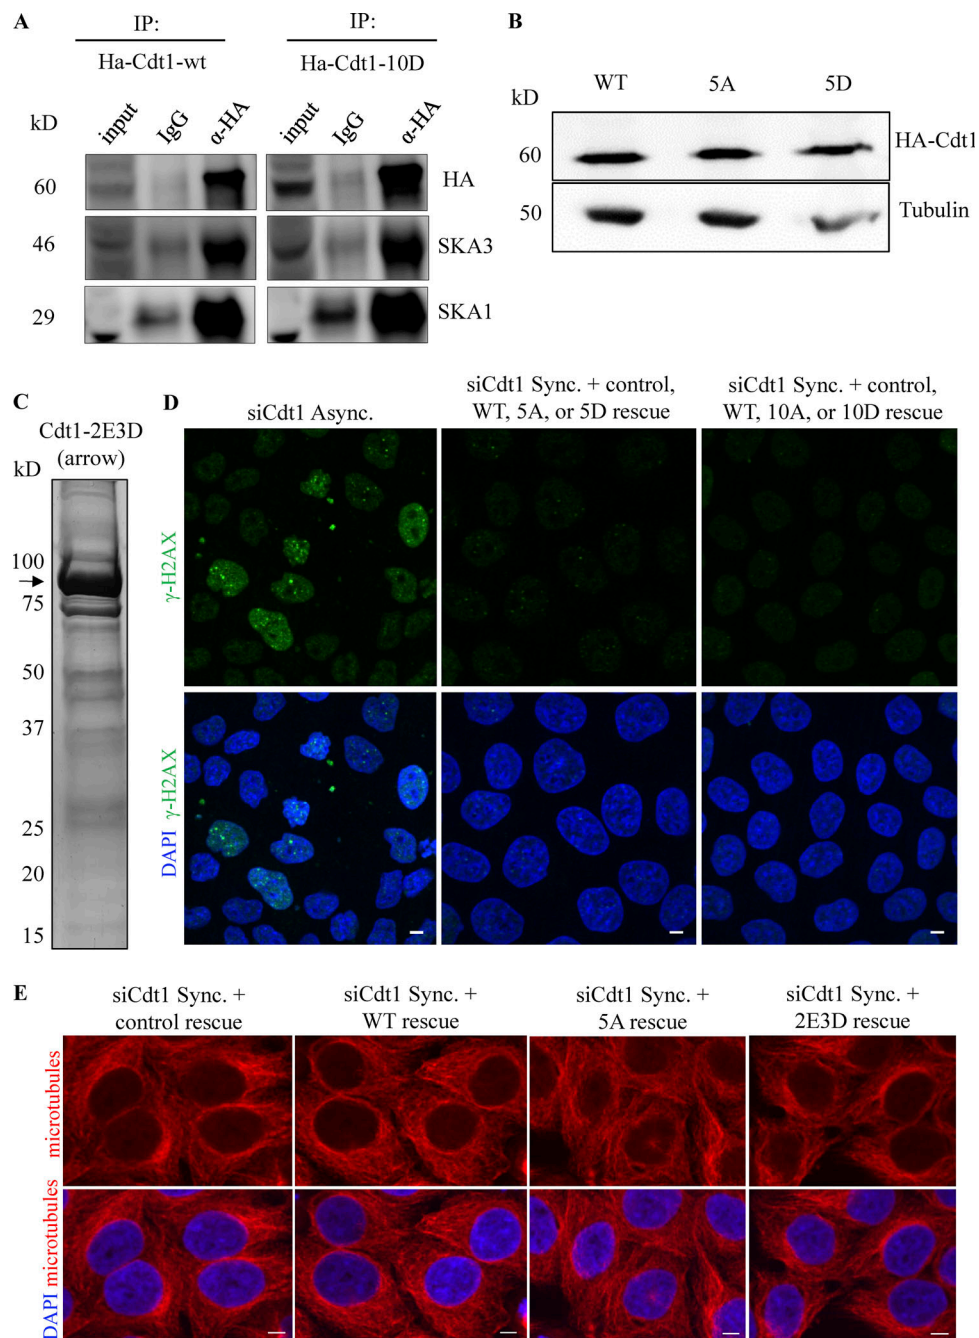 A
IP:
IP:
Ha-Cdt1-wt
Ha-Cdt1-10D
kD
input
IgG
α-HA
input
IgG
α-HA
60
HA
46
SKA3
29
SKA1
B
kD
WT
5A
5D
60
HA-Cdt1
50
Tubulin
C
Cdt1-2E3D
(arrow)
kD
100
75
50
37
25
20
15
D
siCdt1 Async.
siCdt1 Sync. + control,
WT, 5A, or 5D rescue
siCdt1 Sync. + control,
WT, 10A, or 10D rescue
γ-H2AX
DAPI γ-H2AX
E
siCdt1 Sync. +
control rescue
siCdt1 Sync. +
WT rescue
siCdt1 Sync. +
5A rescue
siCdt1 Sync. +
2E3D rescue
microtubules
DAPI microtubules